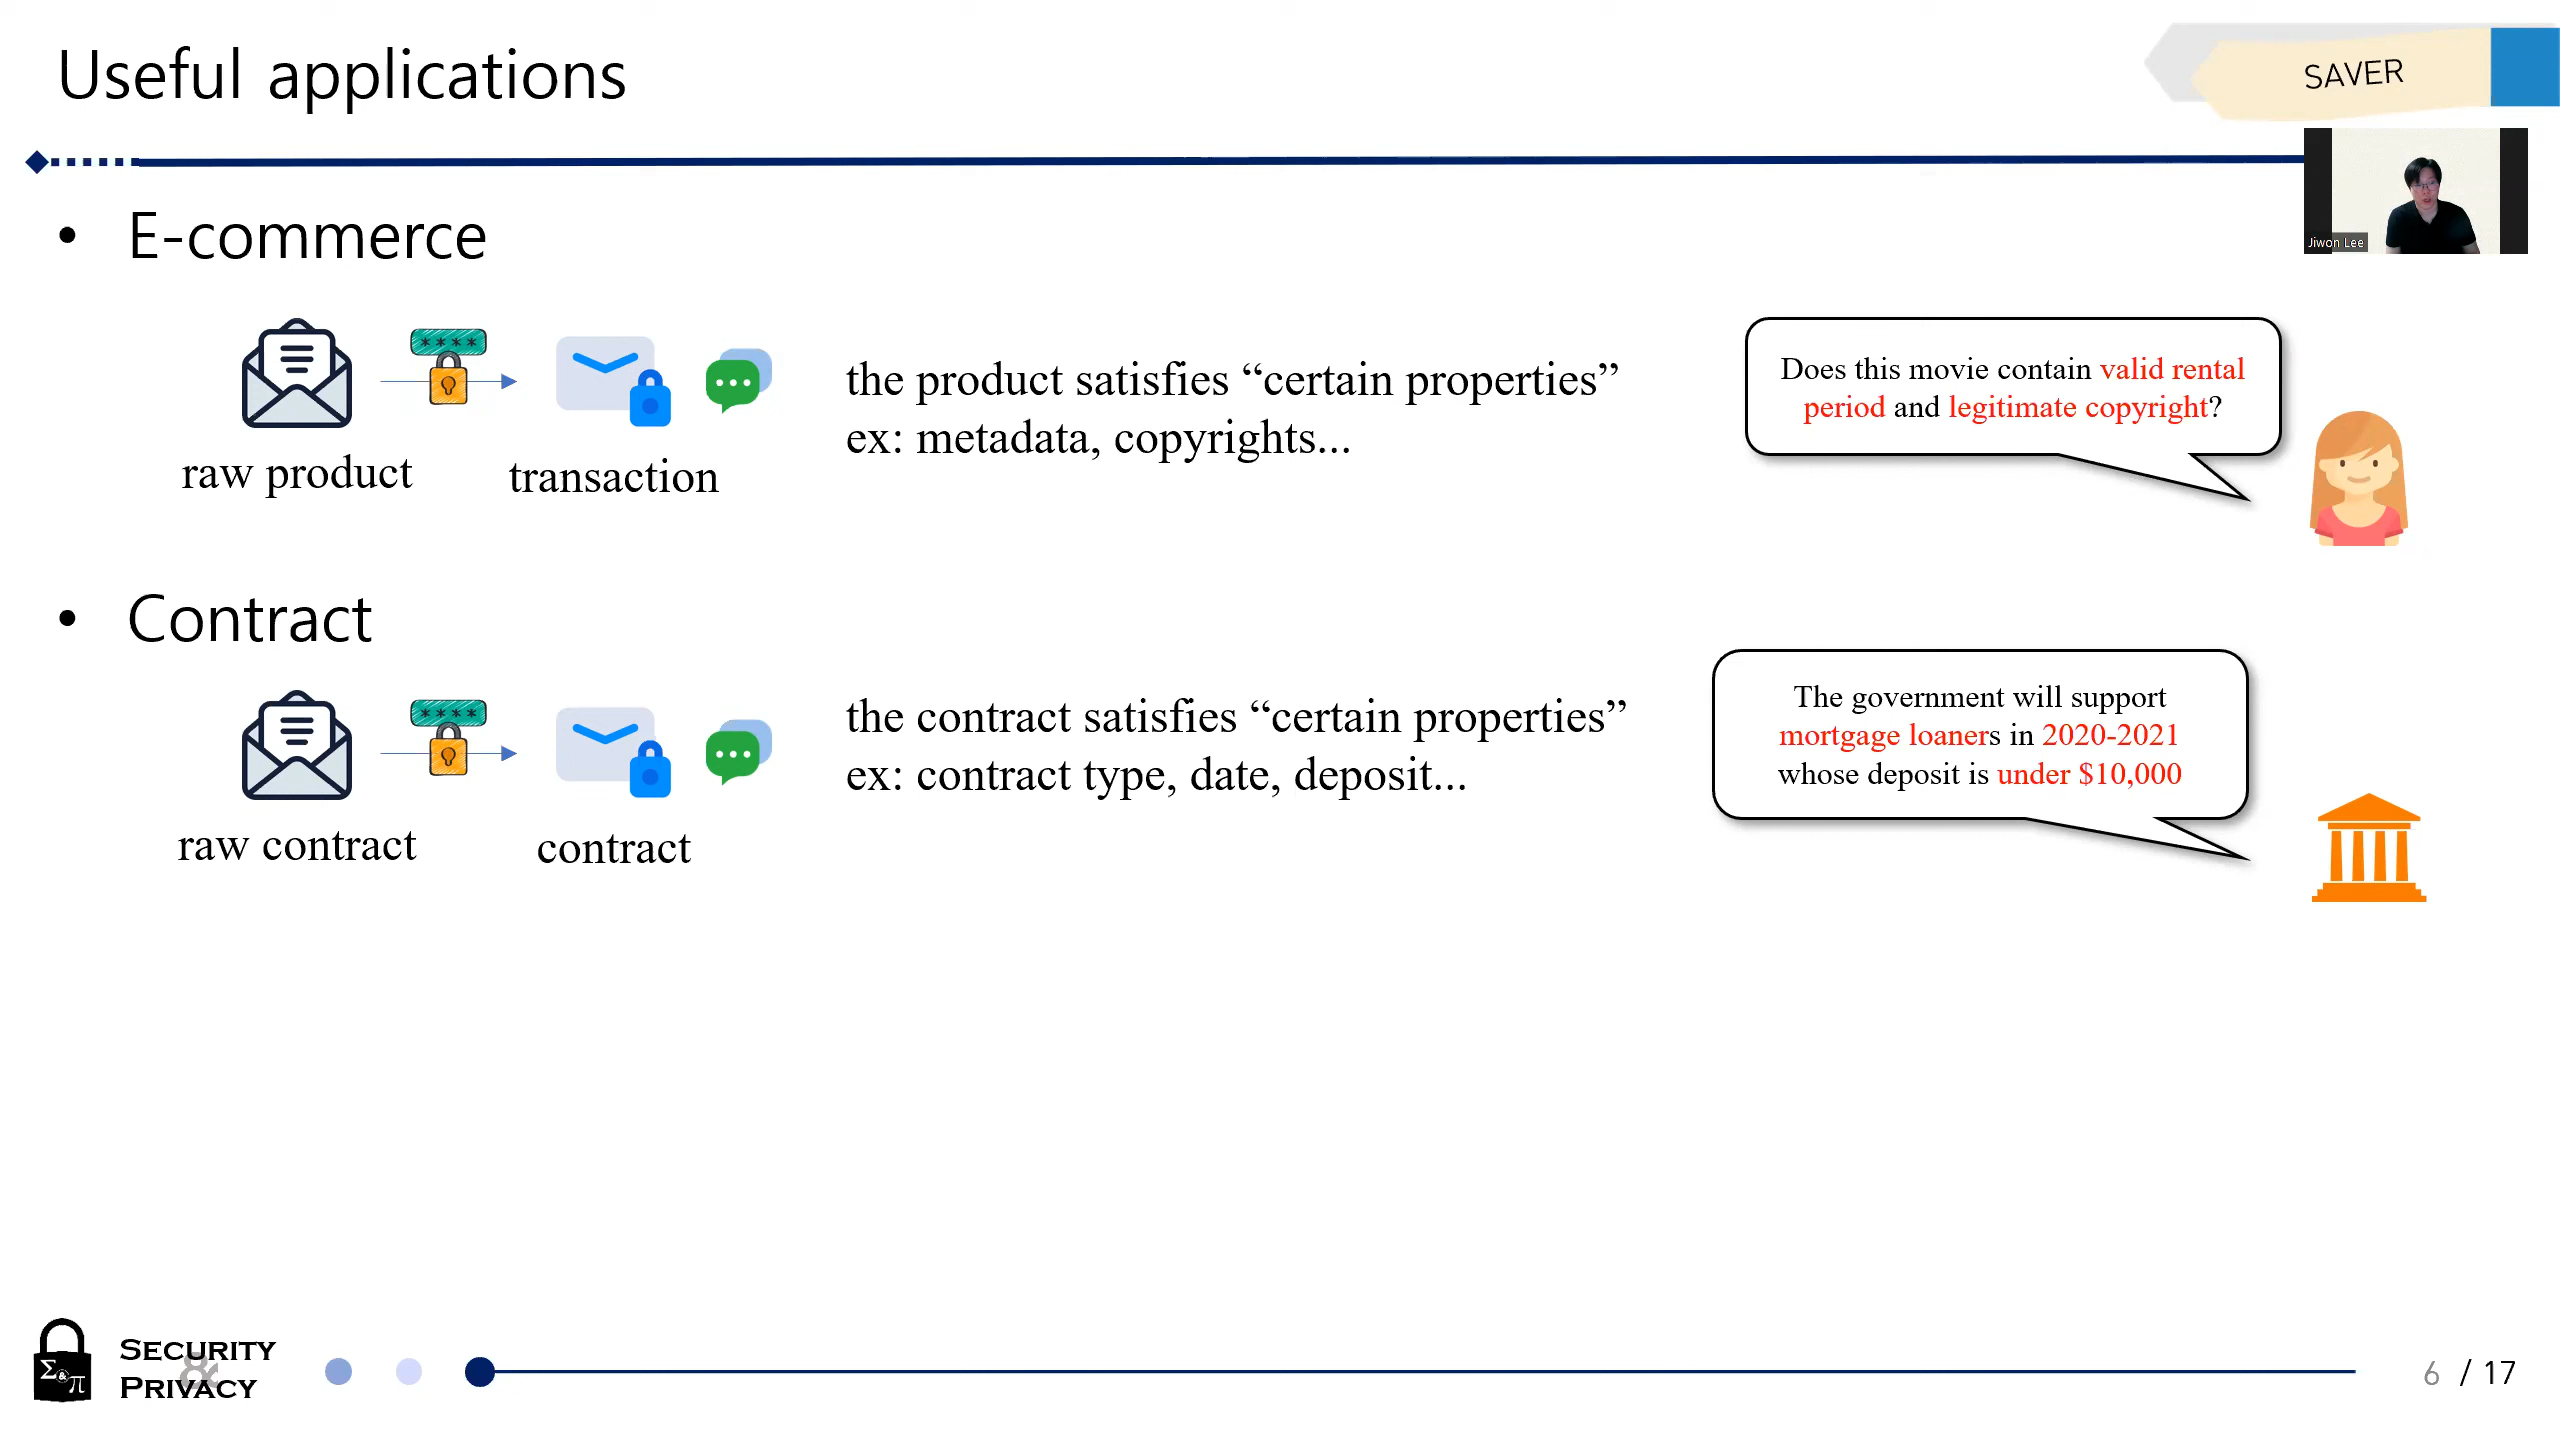 Useful applications
SAVER
Jiwon Lee
• E-commerce
****
raw product
transaction
the product satisfies “certain properties”
ex: metadata, copyrights...
Does this movie contain valid rental
period and legitimate copyright?
• Contract
****
raw contract
contract
the contract satisfies “certain properties”
ex: contract type, date, deposit...
The government will support
mortgage loaners in 2020-2021
whose deposit is under $10,000
Σ&π
SECURITY
&
PRIVACY
6 / 17